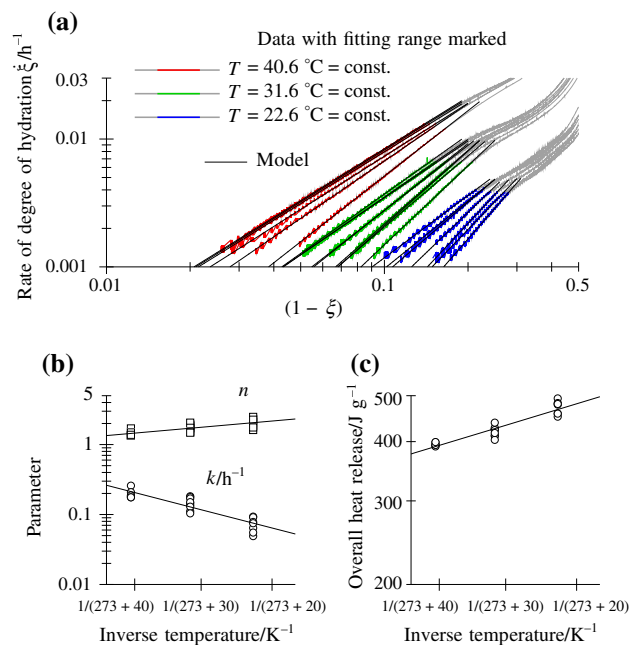 (a)
Data with fitting range marked
T = 40.6 °C = const.
T = 31.6 °C = const.
T = 22.6 °C = const.
Model
Rate of degree of hydration ξ̇/h⁻¹
0.03
0.01
0.001
0.01
0.1
0.5
(1 − ξ)
(b)
Parameter
5
1
0.1
0.01
n
k/h⁻¹
1/(273 + 40)
1/(273 + 30)
1/(273 + 20)
Inverse temperature/K⁻¹
(c)
Overall heat release/J g⁻¹
500
400
300
200
1/(273 + 40)
1/(273 + 30)
1/(273 + 20)
Inverse temperature/K⁻¹